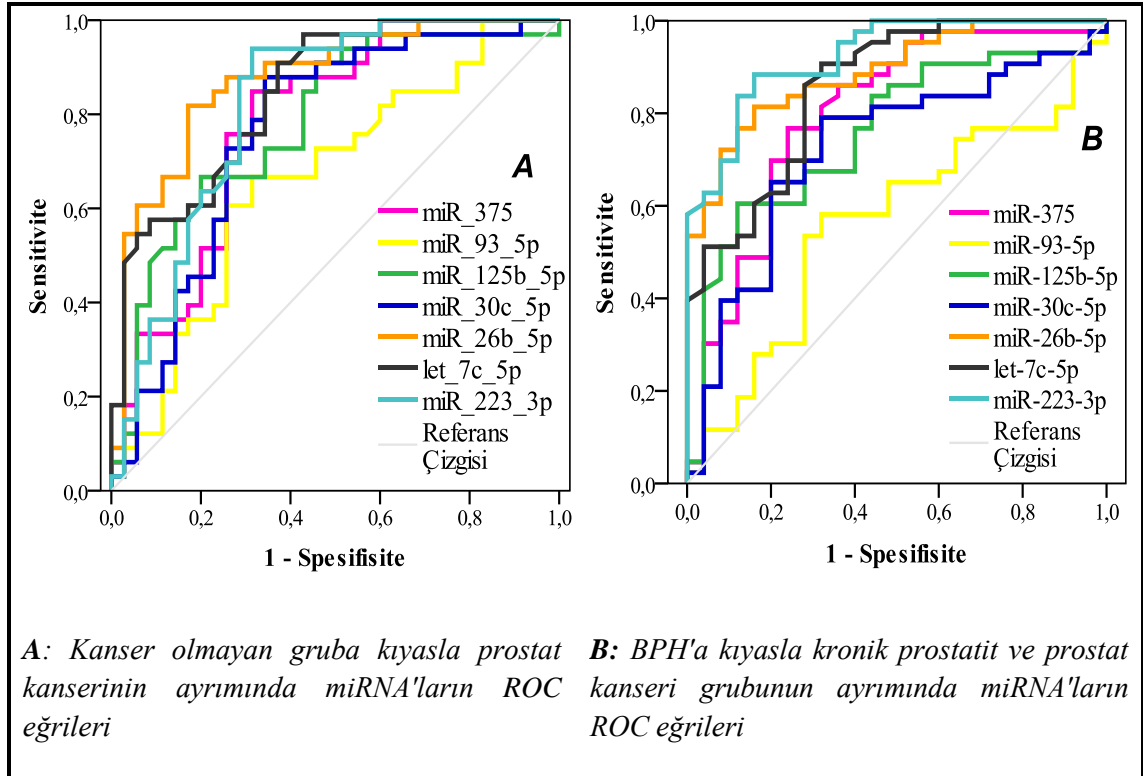 1,0
0,8
0,6
0,4
0,2
0,0
Sensitivite
A
miR_375
miR_93_5p
miR_125b_5p
miR_30c_5p
miR_26b_5p
let_7c_5p
miR_223_3p
Referans
Çizgisi
0,0 0,2 0,4 0,6 0,8 1,0
1 - Spesifisite
1,0
0,8
0,6
0,4
0,2
0,0
Sensitivite
B
miR-375
miR-93-5p
miR-125b-5p
miR-30c-5p
miR-26b-5p
let-7c-5p
miR-223-3p
Referans
Çizgisi
0,0 0,2 0,4 0,6 0,8 1,0
1 - Spesifisite
A: Kanser olmayan gruba kıyasla prostat
kanserinin ayrımında miRNA'ların ROC
eğrileri
B: BPH'a kıyasla kronik prostatit ve prostat
kanseri grubunun ayrımında miRNA'ların
ROC eğrileri